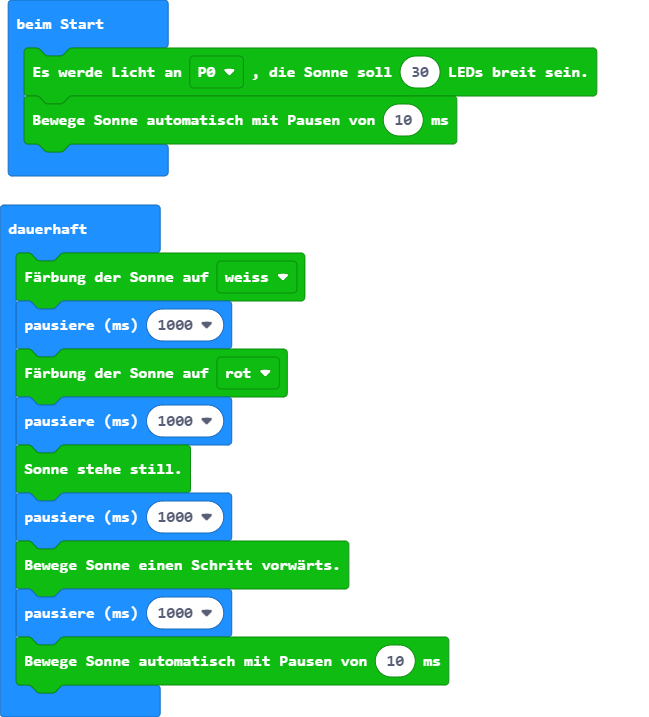 beim Start
Es werde Licht an P0 , die Sonne soll 30 LEDs breit sein.
Bewege Sonne automatisch mit Pausen von 10 ms
dauerhaft
Färbung der Sonne auf weiss
pausiere (ms) 1000
Färbung der Sonne auf rot
pausiere (ms) 1000
Sonne stehe still.
pausiere (ms) 1000
Bewege Sonne einen Schritt vorwärts.
pausiere (ms) 1000
Bewege Sonne automatisch mit Pausen von 10 ms